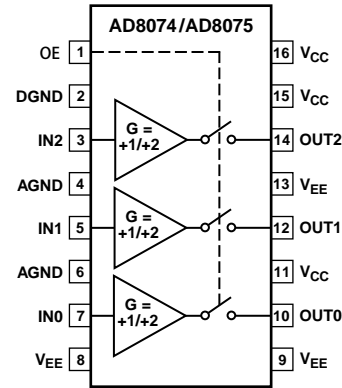 AD8074/AD8075
OE 1 16 VCC
DGND 2 15 VCC
G =
+1/+2
IN2 3 14 OUT2
AGND 4 13 VEE
G =
+1/+2
IN1 5 12 OUT1
AGND 6 11 VCC
G =
+1/+2
IN0 7 10 OUT0
VEE 8 9 VEE